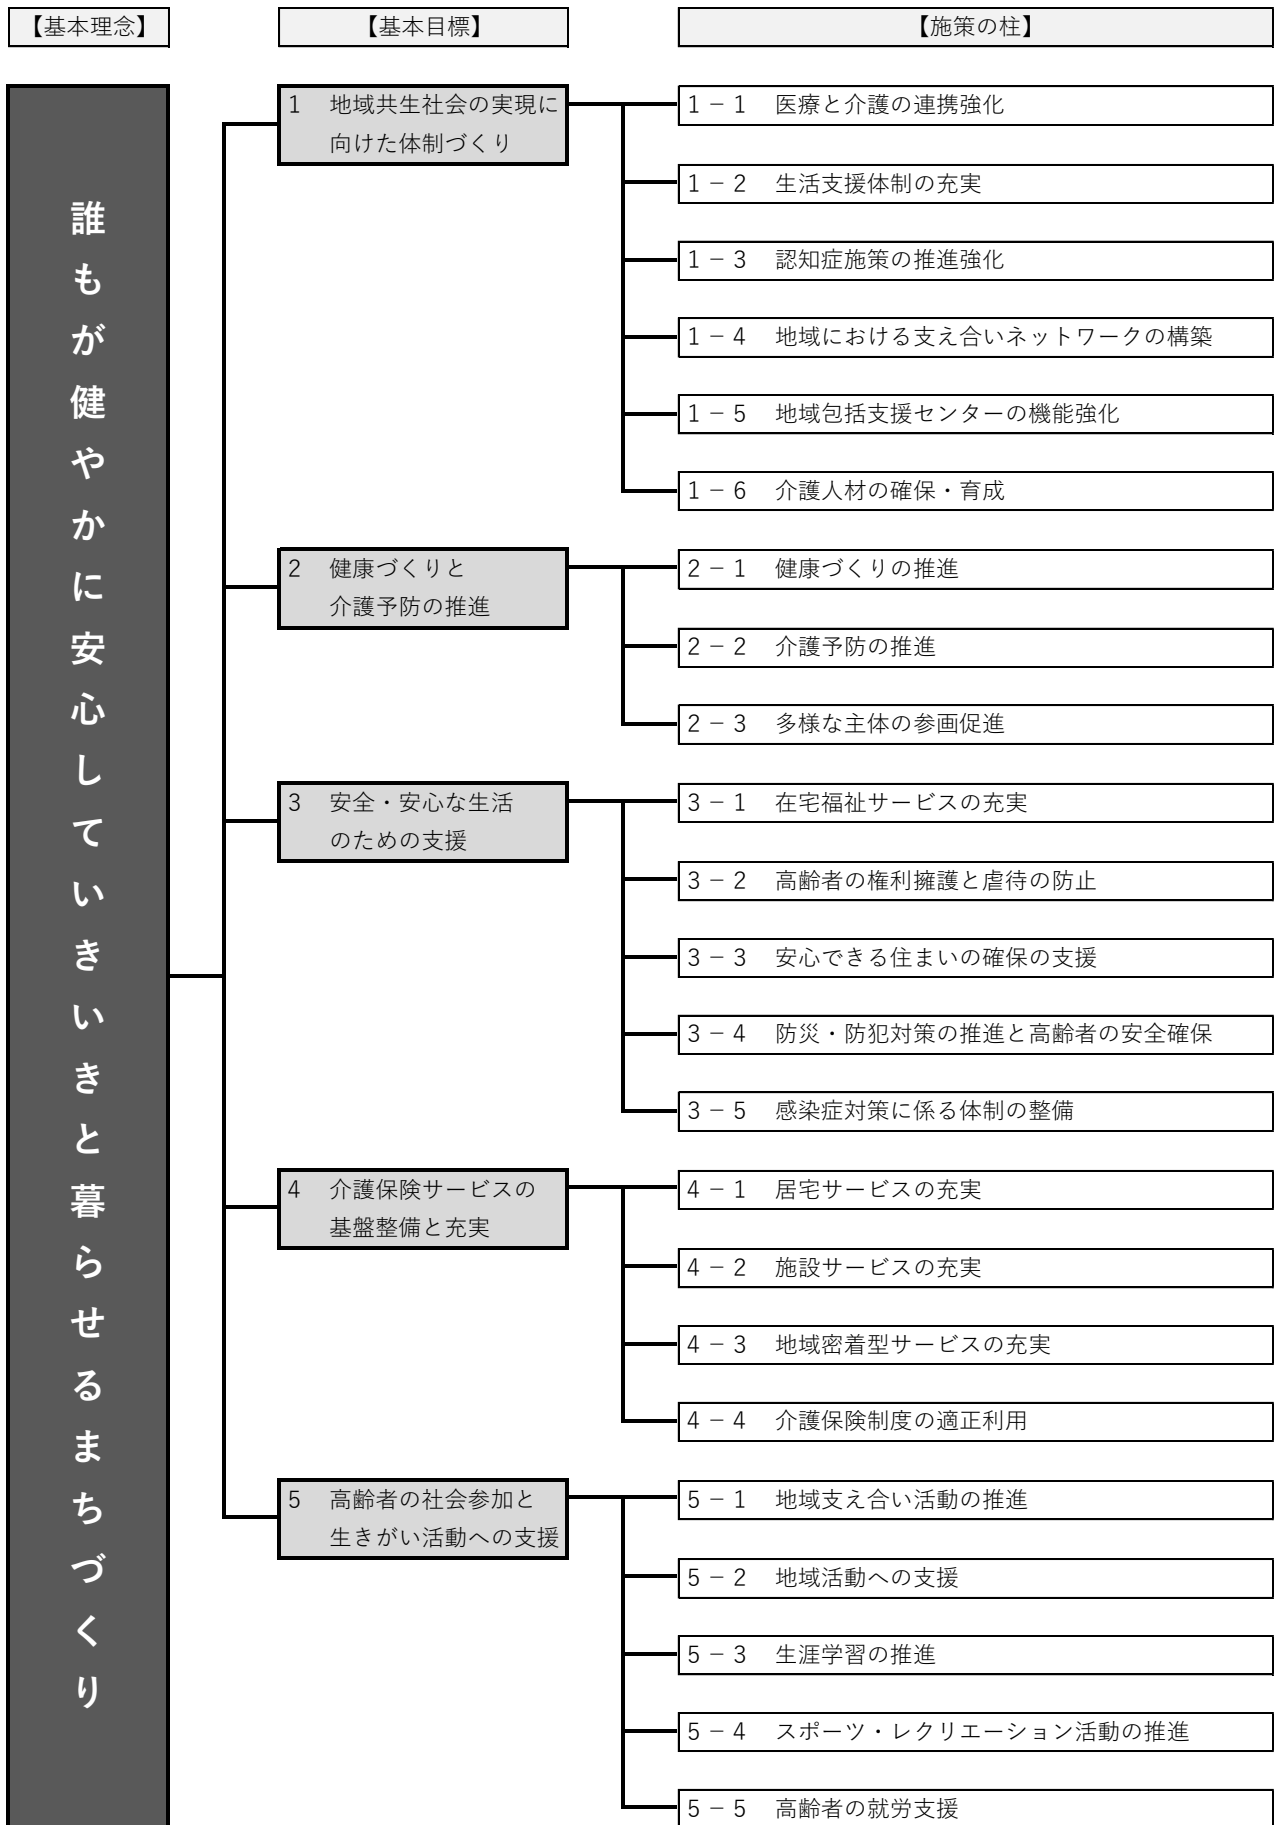 【基本理念】
【基本目標】
【施策の柱】
誰もが健やかに安心していきいきと暮らせるまちづくり
1 地域共生社会の実現に
向けた体制づくり
1－1 医療と介護の連携強化
1－2 生活支援体制の充実
1－3 認知症施策の推進強化
1－4 地域における支え合いネットワークの構築
1－5 地域包括支援センターの機能強化
1－6 介護人材の確保・育成
2 健康づくりと
介護予防の推進
2－1 健康づくりの推進
2－2 介護予防の推進
2－3 多様な主体の参画促進
3 安全・安心な生活
のための支援
3－1 在宅福祉サービスの充実
3－2 高齢者の権利擁護と虐待の防止
3－3 安心できる住まいの確保の支援
3－4 防災・防犯対策の推進と高齢者の安全確保
3－5 感染症対策に係る体制の整備
4 介護保険サービスの
基盤整備と充実
4－1 居宅サービスの充実
4－2 施設サービスの充実
4－3 地域密着型サービスの充実
4－4 介護保険制度の適正利用
5 高齢者の社会参加と
生きがい活動への支援
5－1 地域支え合い活動の推進
5－2 地域活動への支援
5－3 生涯学習の推進
5－4 スポーツ・レクリエーション活動の推進
5－5 高齢者の就労支援